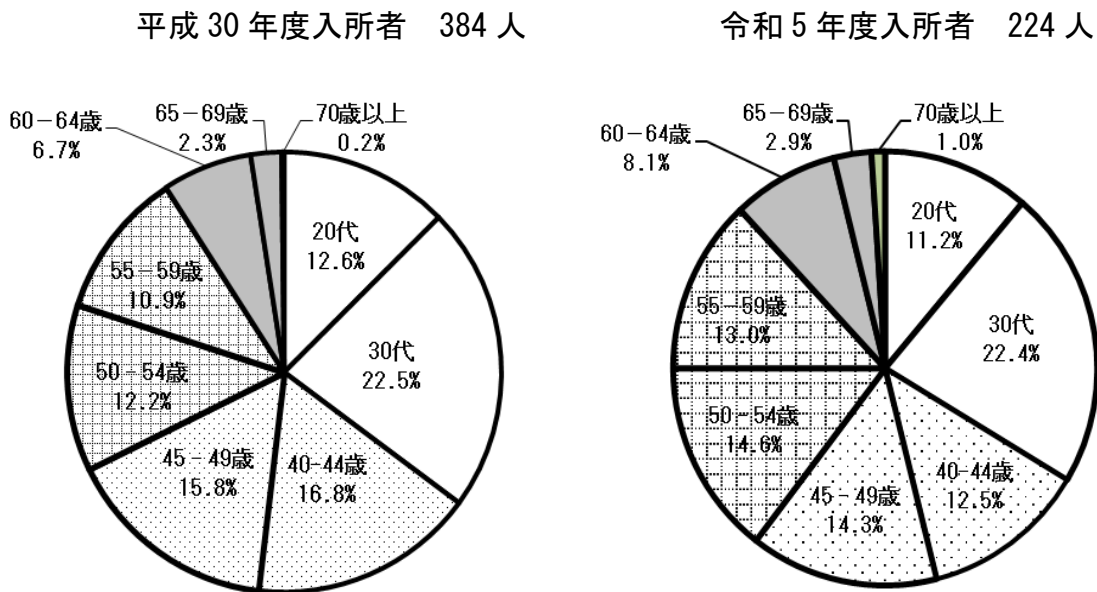 平成 30 年度入所者　384 人
60－64歳
6.7%
65－69歳
2.3%
70歳以上
0.2%
20代
12.6%
30代
22.5%
40-44歳
16.8%
45－49歳
15.8%
50－54歳
12.2%
55－59歳
10.9%
令和 5 年度入所者　224 人
60－64歳
8.1%
65－69歳
2.9%
70歳以上
1.0%
20代
11.2%
30代
22.4%
40-44歳
12.5%
45－49歳
14.3%
50－54歳
14.6%
55－59歳
13.0%